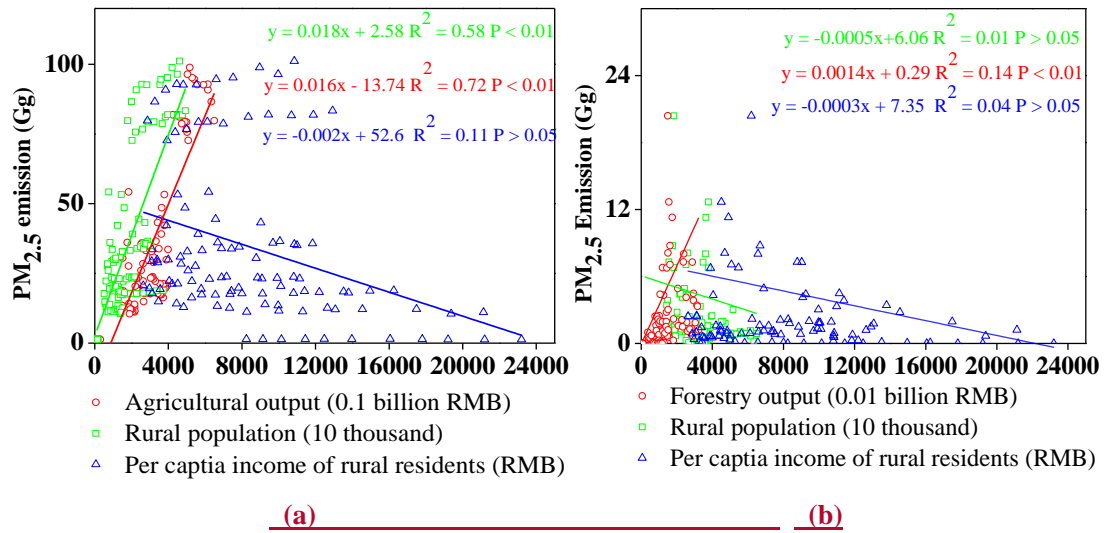 y = 0.018x + 2.58 R² = 0.58 P < 0.01
y = 0.016x - 13.74 R² = 0.72 P < 0.01
y = -0.002x + 52.6 R² = 0.11 P > 0.05
PM2.5 emission (Gg)
100
50
0
0 4000 8000 12000 16000 20000 24000
Agricultural output (0.1 billion RMB)
Rural population (10 thousand)
Per captia income of rural residents (RMB)
(a)
y = -0.0005x+6.06 R² = 0.01 P > 0.05
y = 0.0014x + 0.29 R² = 0.14 P < 0.01
y = -0.0003x + 7.35 R² = 0.04 P > 0.05
PM2.5 Emission (Gg)
24
12
0
0 4000 8000 12000 16000 20000 24000
Forestry output (0.01 billion RMB)
Rural population (10 thousand)
Per captia income of rural residents (RMB)
(b)